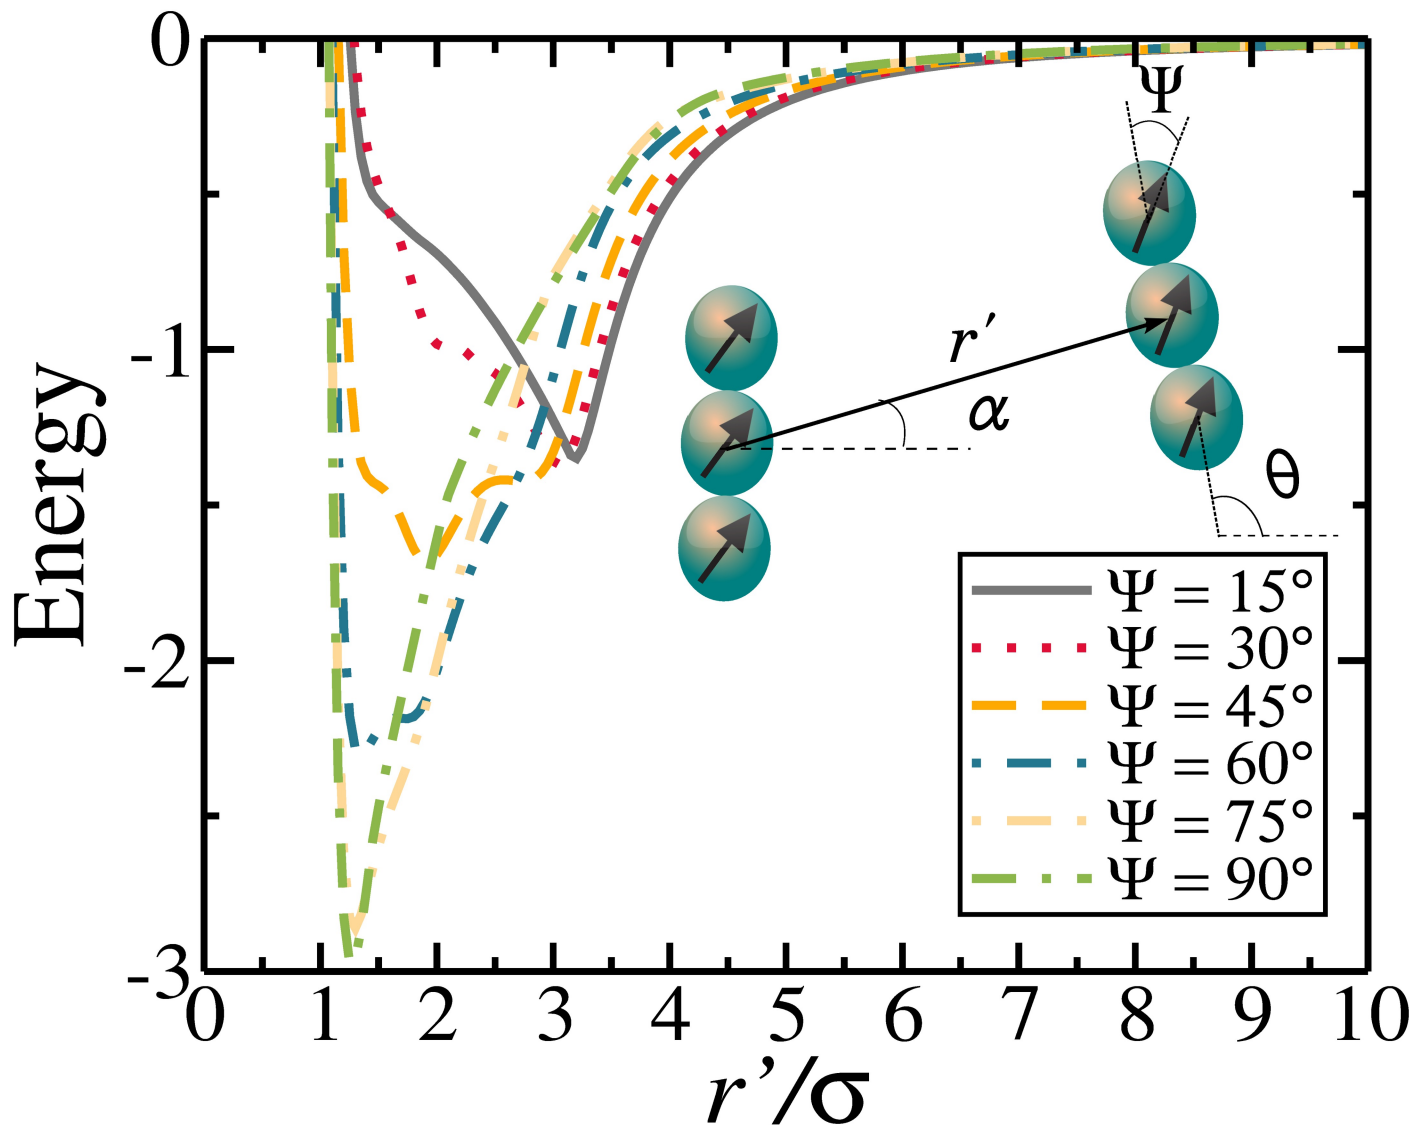 0
-1
-2
-3
Energy
0 1 2 3 4 5 6 7 8 9 10
r’/σ
Ψ
r′
α
θ
Ψ = 15°
Ψ = 30°
Ψ = 45°
Ψ = 60°
Ψ = 75°
Ψ = 90°